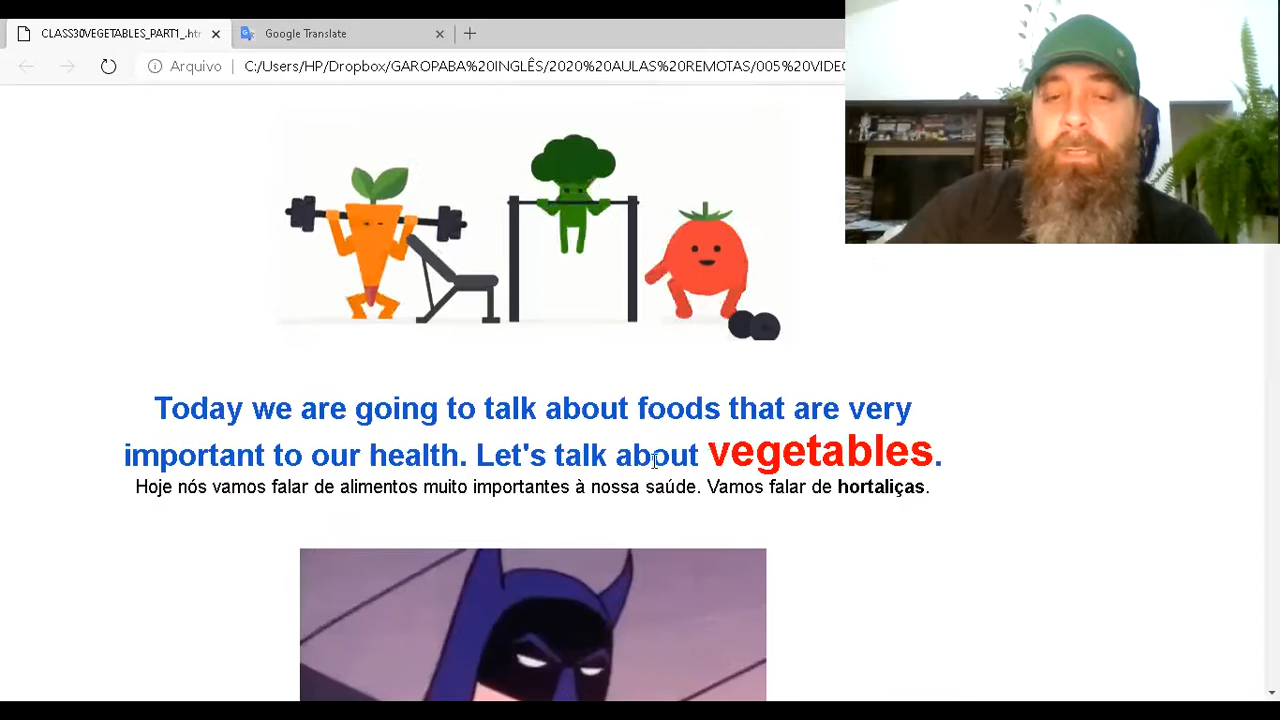 CLASS30VEGETABLES_PART1_.htr
Google Translate
Arquivo
C:/Users/HP/Dropbox/GAROPABA%20INGLÊS/2020%20AULAS%20REMOTAS/005%20VIDEO
Today we are going to talk about foods that are very
important to our health. Let's talk about vegetables.
Hoje nós vamos falar de alimentos muito importantes à nossa saúde. Vamos falar de hortaliças.